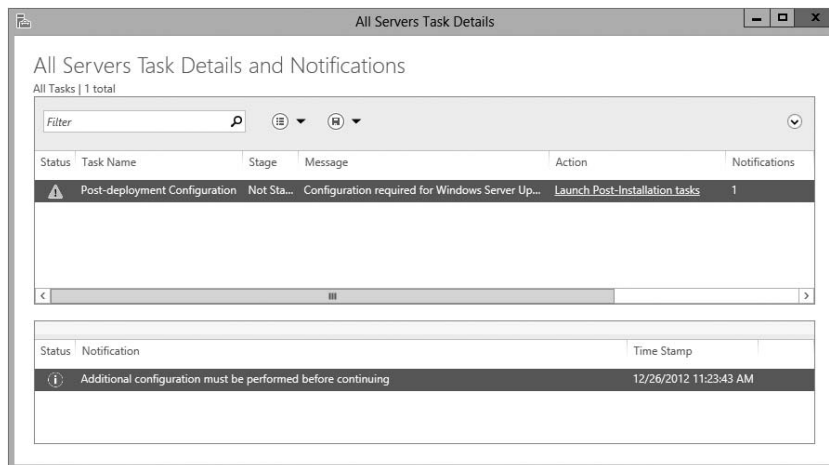 All Servers Task Details
All Servers Task Details and Notifications
All Tasks | 1 total
Filter
Status Task Name Stage Message Action Notifications
Post-deployment Configuration Not Sta... Configuration required for Windows Server Up... Launch Post-Installation tasks 1
Status Notification Time Stamp
Additional configuration must be performed before continuing 12/26/2012 11:23:43 AM